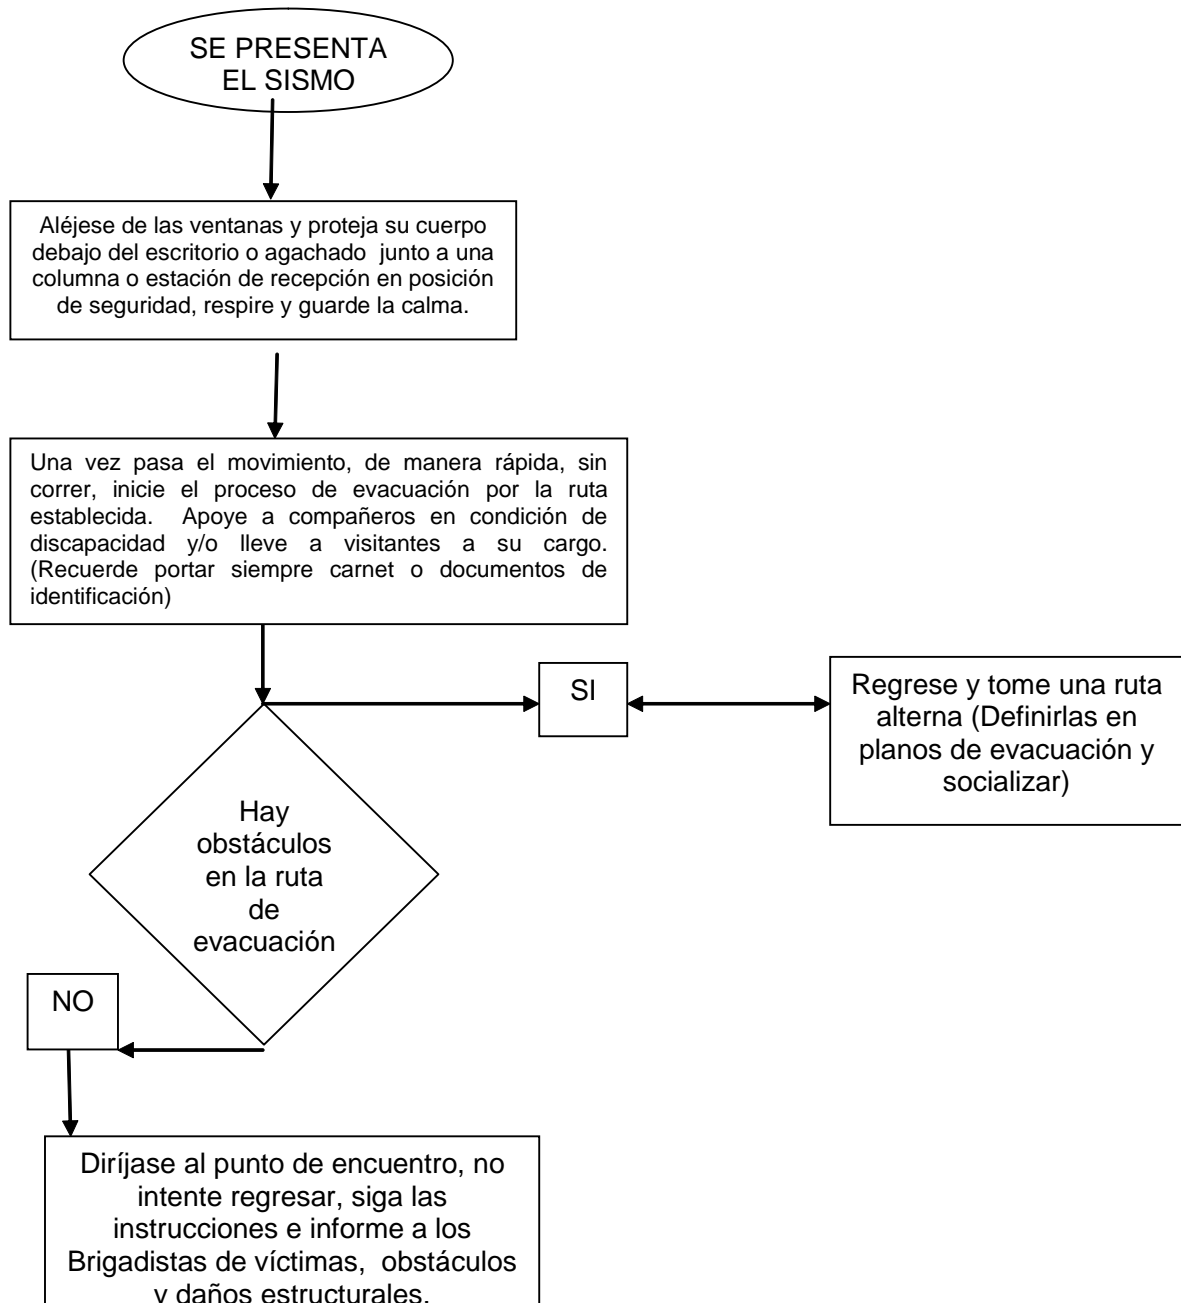 SE PRESENTA
EL SISMO
Aléjese de las ventanas y proteja su cuerpo
debajo del escritorio o agachado junto a una
columna o estación de recepción en posición
de seguridad, respire y guarde la calma.
Una vez pasa el movimiento, de manera rápida, sin
correr, inicie el proceso de evacuación por la ruta
establecida. Apoye a compañeros en condición de
discapacidad y/o lleve a visitantes a su cargo.
(Recuerde portar siempre carnet o documentos de
identificación)
SI
Regrese y tome una ruta
alterna (Definirlas en
planos de evacuación y
socializar)
Hay
obstáculos
en la ruta
de
evacuación
NO
Diríjase al punto de encuentro, no
intente regresar, siga las
instrucciones e informe a los
Brigadistas de víctimas, obstáculos
y daños estructurales.